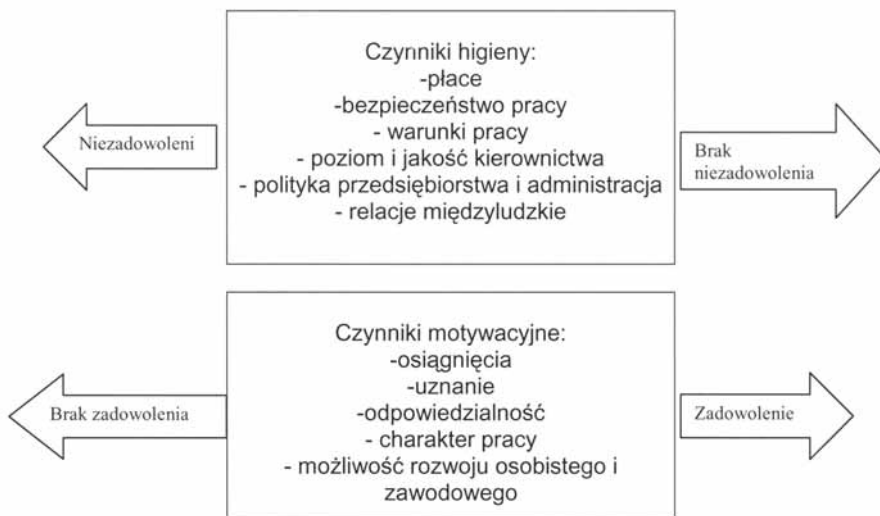 Czynniki higieny:
-płace
-bezpieczeństwo pracy
- warunki pracy
- poziom i jakość kierownictwa
- polityka przedsiębiorstwa i administracja
- relacje międzyludzkie
Niezadowoleni
Brak
niezadowolenia
Czynniki motywacyjne:
-osiągnięcia
-uznanie
-odpowiedzialność
- charakter pracy
- możliwość rozwoju osobistego i
zawodowego
Brak zadowolenia
Zadowolenie